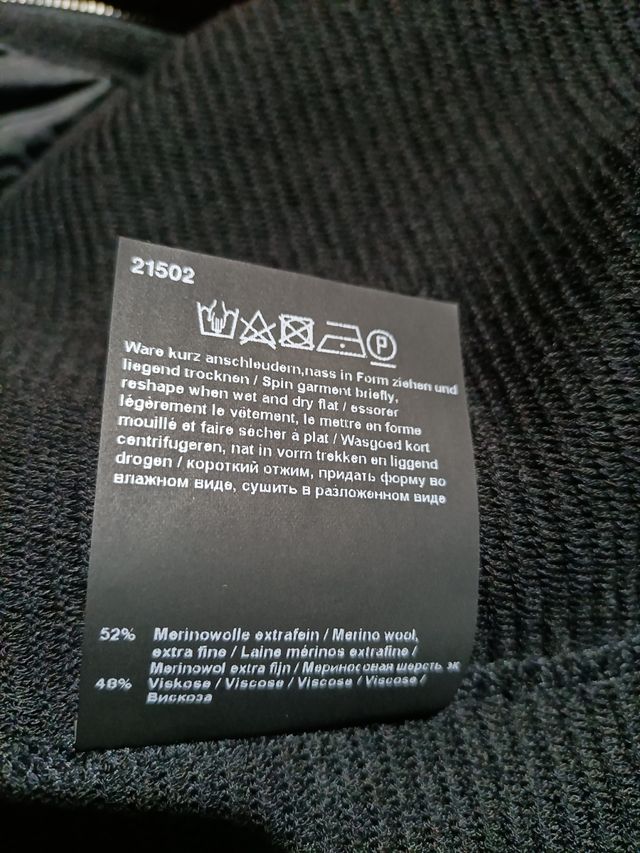 21502
P
Ware kurz anschleudern,nass in Form ziehen und
liegend trocknen / Spin garment briefly,
reshape when wet and dry flat / essorer
légèrement le vêtement, le mettre en forme
mouillé et faire sécher à plat / Wasgoed kort
centrifugeren, nat in vorm trekken en liggend
drogen / короткий отжим, придать форму во
влажном виде, сушить в разложенном виде
52% Merinowolle extrafein / Merino wool,
extra fine / Laine mérinos extrafine /
Merinowol extra fijn / Мериносовая шерсть эк
48% Viskose / Viscose / Viscose / Viscose /
Вискоза